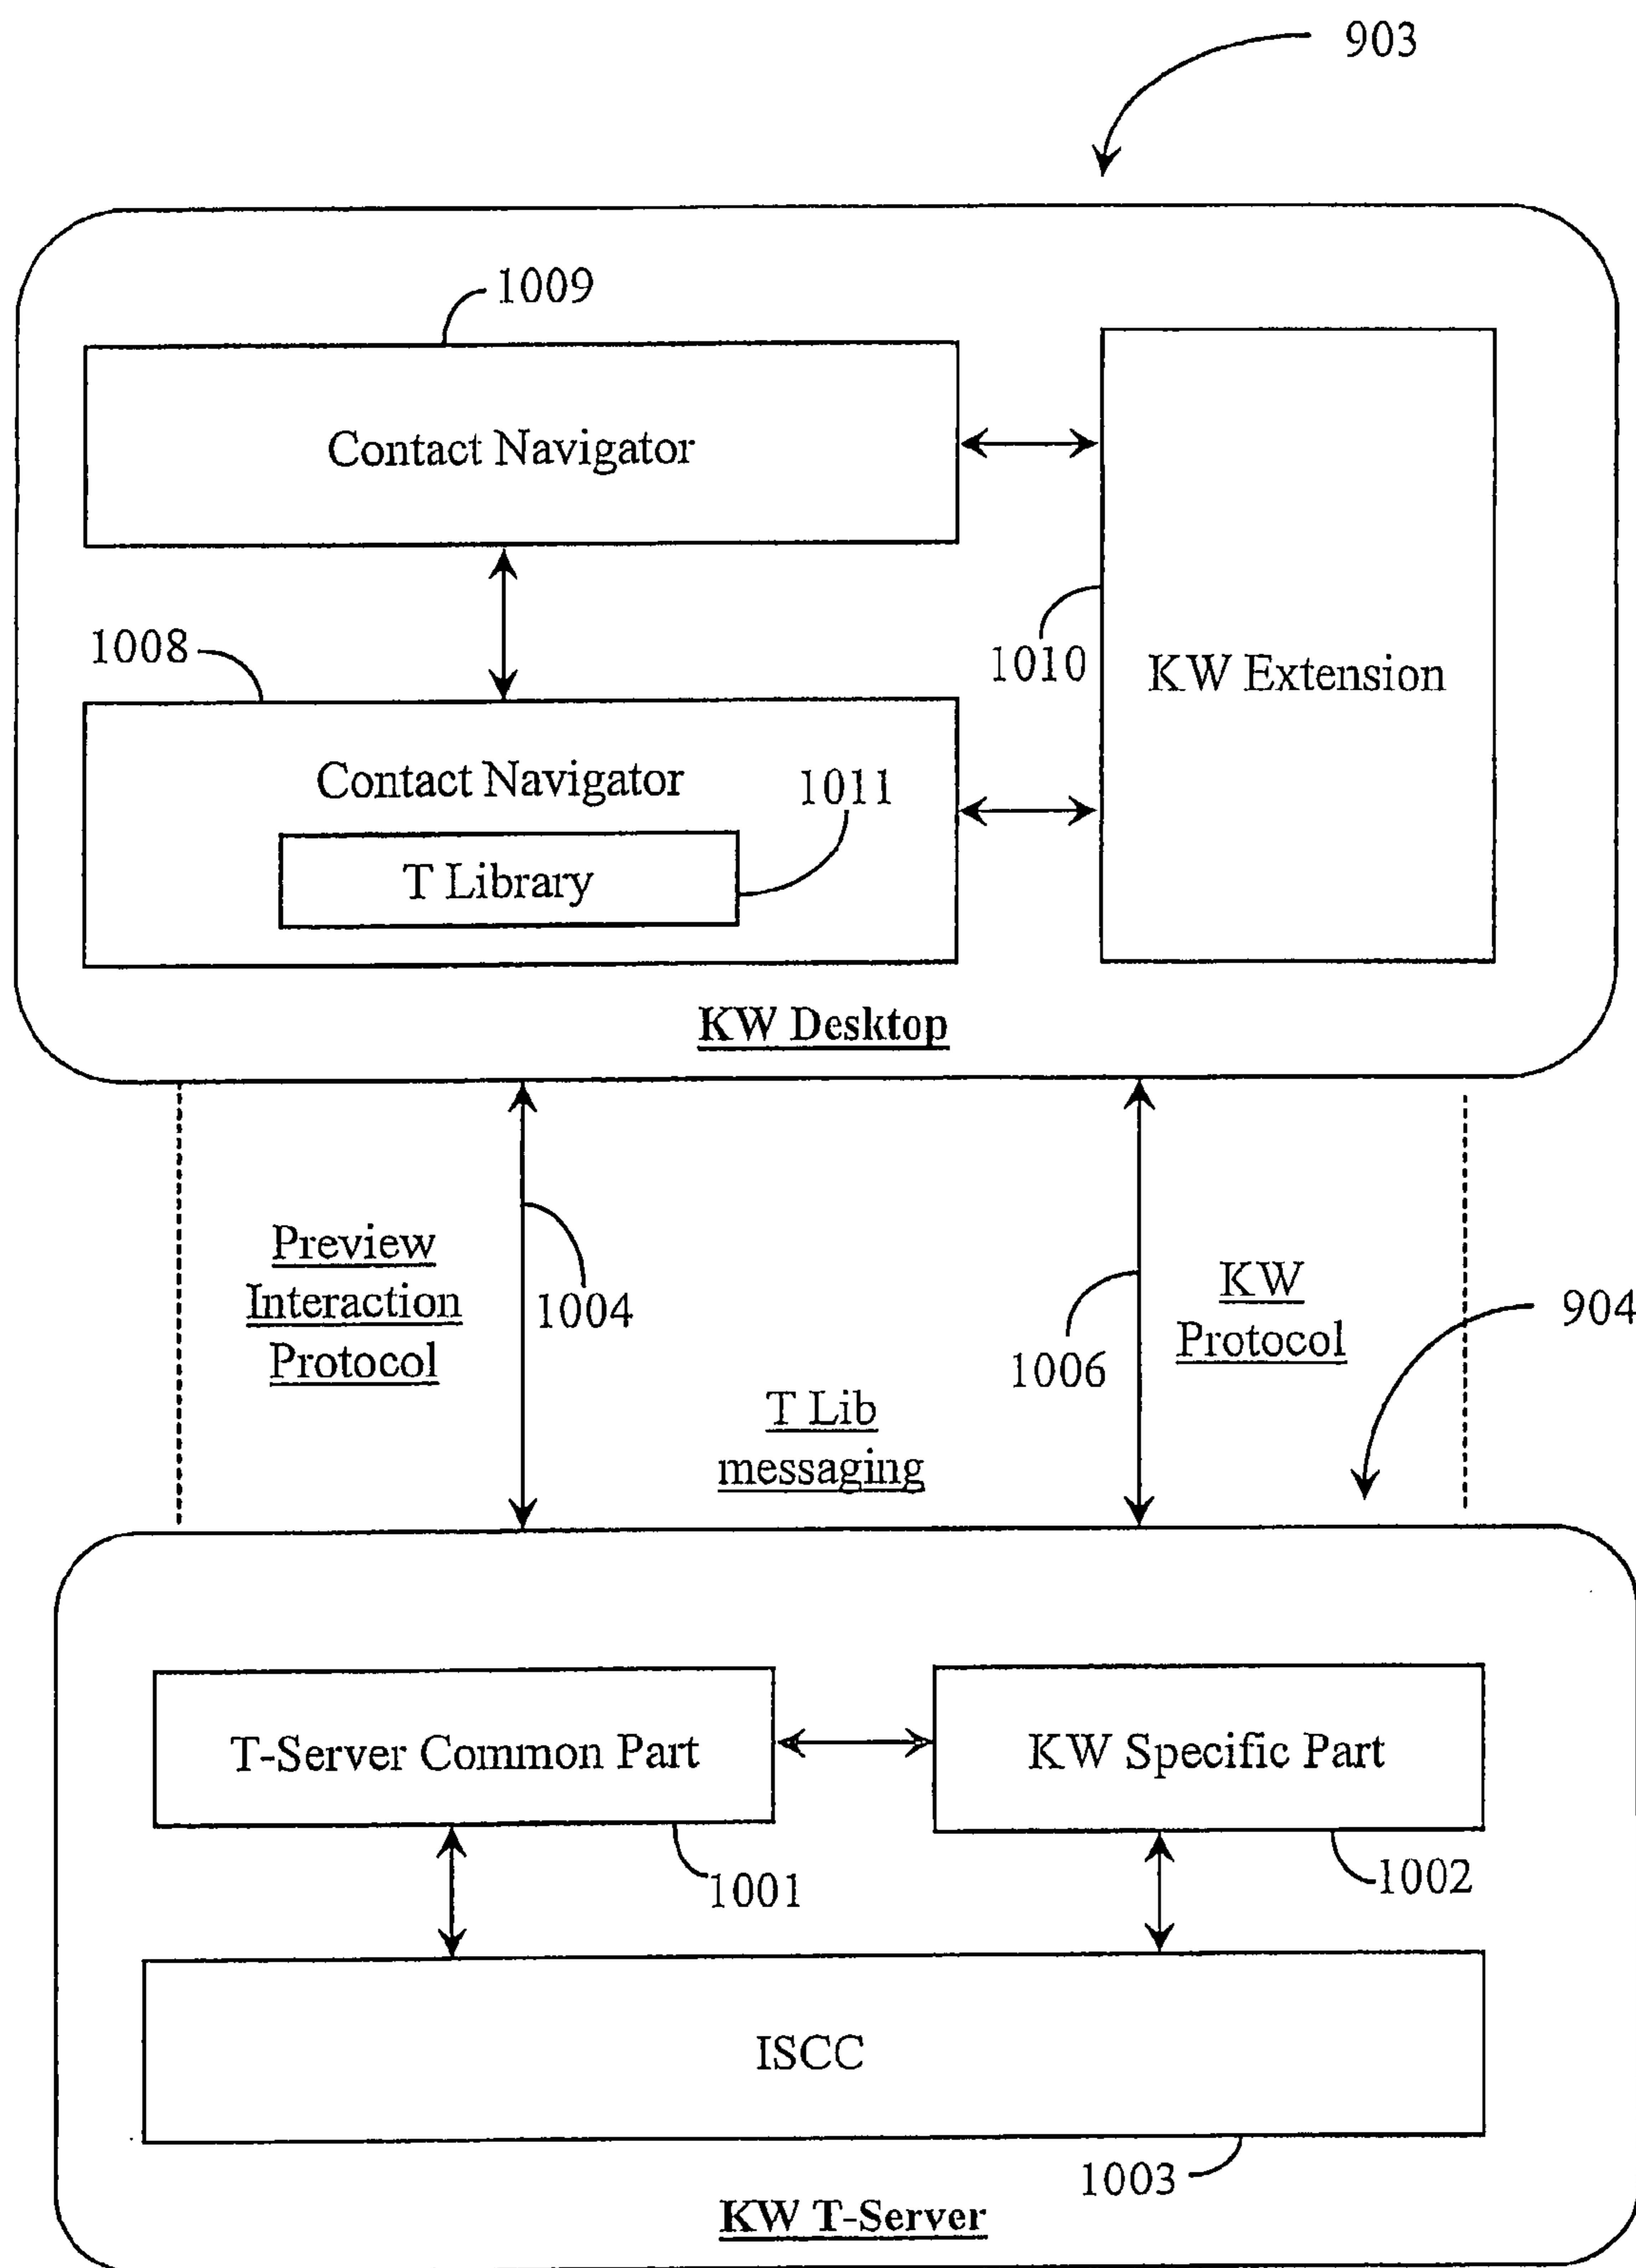 903
1009
Contact Navigator
1008
1010
KW Extension
Contact Navigator
1011
T Library
KW Desktop
Preview
Interaction
Protocol
1004
KW
Protocol
904
1006
T Lib
messaging
T-Server Common Part
KW Specific Part
1001
1002
ISCC
1003
KW T-Server